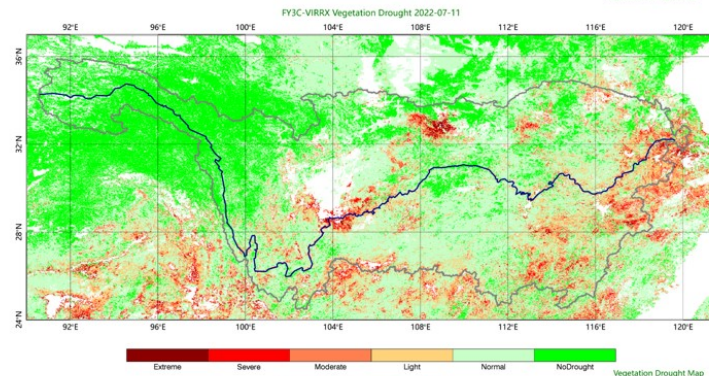 FY3C-VIRRX Vegetation Drought 2022-07-11
36°N
32°N
28°N
24°N
92°E 96°E 100°E 104°E 108°E 112°E 116°E 120°E
Extreme Severe Moderate Light Normal NoDrought
Vegetation Drought Map